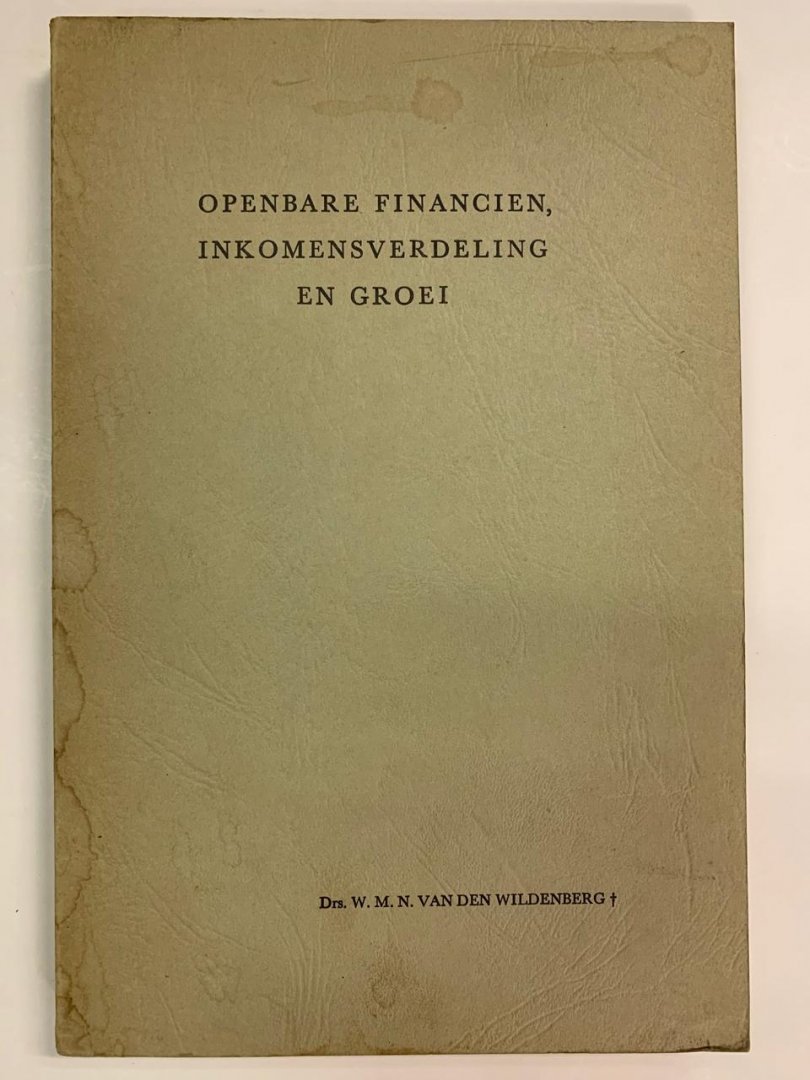 OPENBARE FINANCIEN,
INKOMENSVERDELING
EN GROEI
Drs. W. M. N. VAN DEN WILDENBERG †